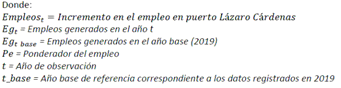 Donde:
Empleos_t = Incremento en el empleo en puerto Lázaro Cárdenas
Eg_t = Empleos generados en el año t
Eg_t base = Empleos generados en el año base (2019)
Pe = Ponderador del empleo
t = Año de observación
t_base = Año base de referencia correspondiente a los datos registrados en 2019